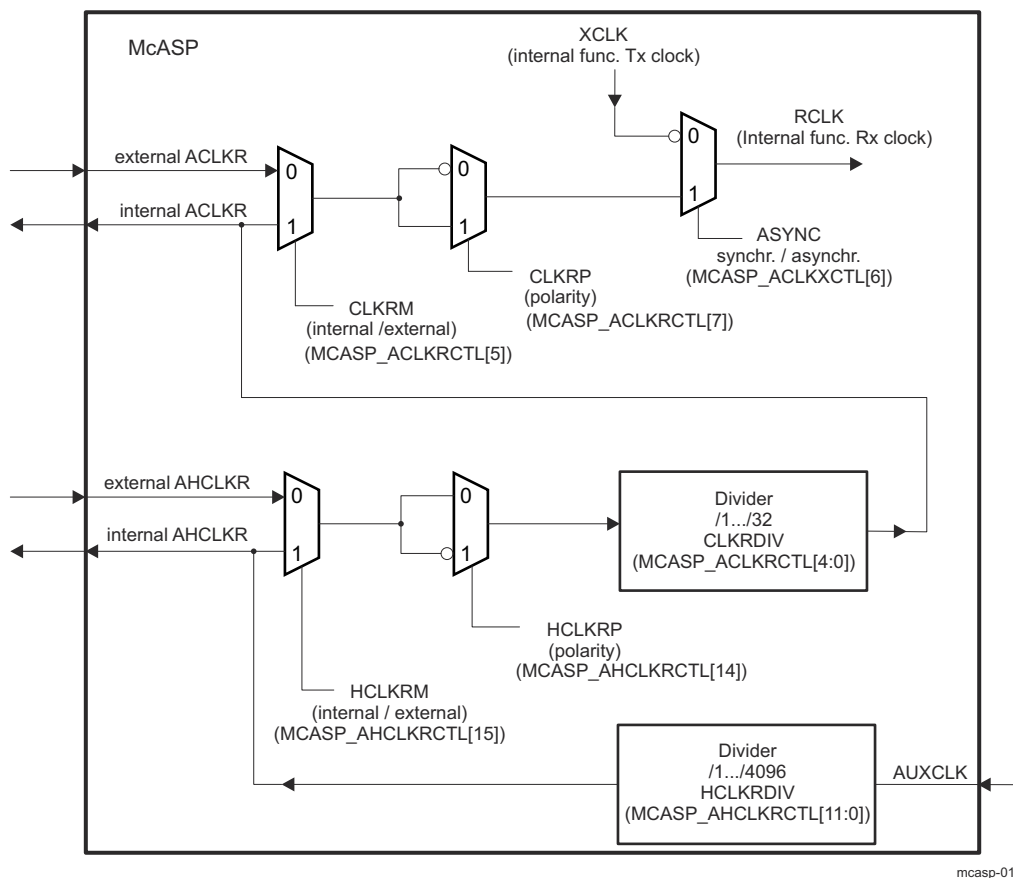 McASP
XCLK
(internal func. Tx clock)
RCLK
(Internal func. Rx clock)
external ACLKR
internal ACLKR
0
1
0
1
0
1
ASYNC
synchr. / asynchr.
(MCASP_ACLKXCTL[6])
CLKRP
(polarity)
(MCASP_ACLKRCTL[7])
CLKRM
(internal /external)
(MCASP_ACLKRCTL[5])
external AHCLKR
internal AHCLKR
0
1
0
1
Divider
/1.../32
CLKRDIV
(MCASP_ACLKRCTL[4:0])
HCLKRP
(polarity)
(MCASP_AHCLKRCTL[14])
HCLKRM
(internal / external)
(MCASP_AHCLKRCTL[15])
Divider
/1.../4096
HCLKRDIV
(MCASP_AHCLKRCTL[11:0])
AUXCLK
mcasp-01